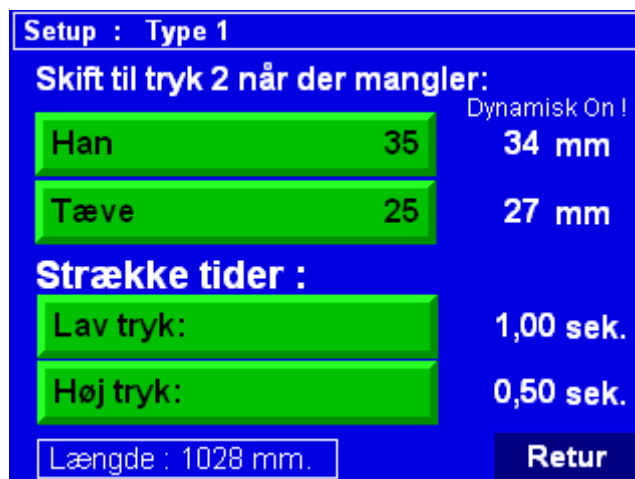 Setup : Type 1
Skift til tryk 2 når der mangler:
Dynamisk On !
Han 35 34 mm
Tæve 25 27 mm
Strække tider :
Lav tryk: 1,00 sek.
Høj tryk: 0,50 sek.
Længde : 1028 mm. Retur